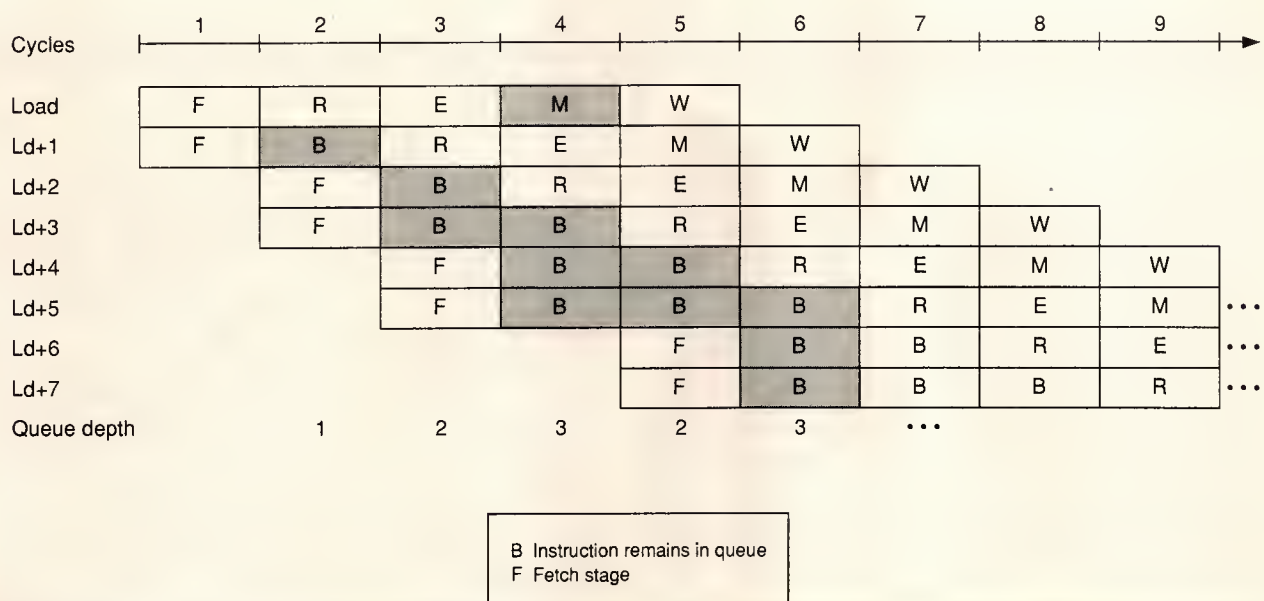 1 2 3 4 5 6 7 8 9
Cycles
Load F R E M W
Ld+1 F B R E M W
Ld+2 F B R E M W
Ld+3 F B B R E M W
Ld+4 F B B R E M W
Ld+5 F B B B R E M •••
Ld+6 F B B R E •••
Ld+7 F B B B R •••
Queue depth 1 2 3 2 3 •••
B Instruction remains in queue
F Fetch stage